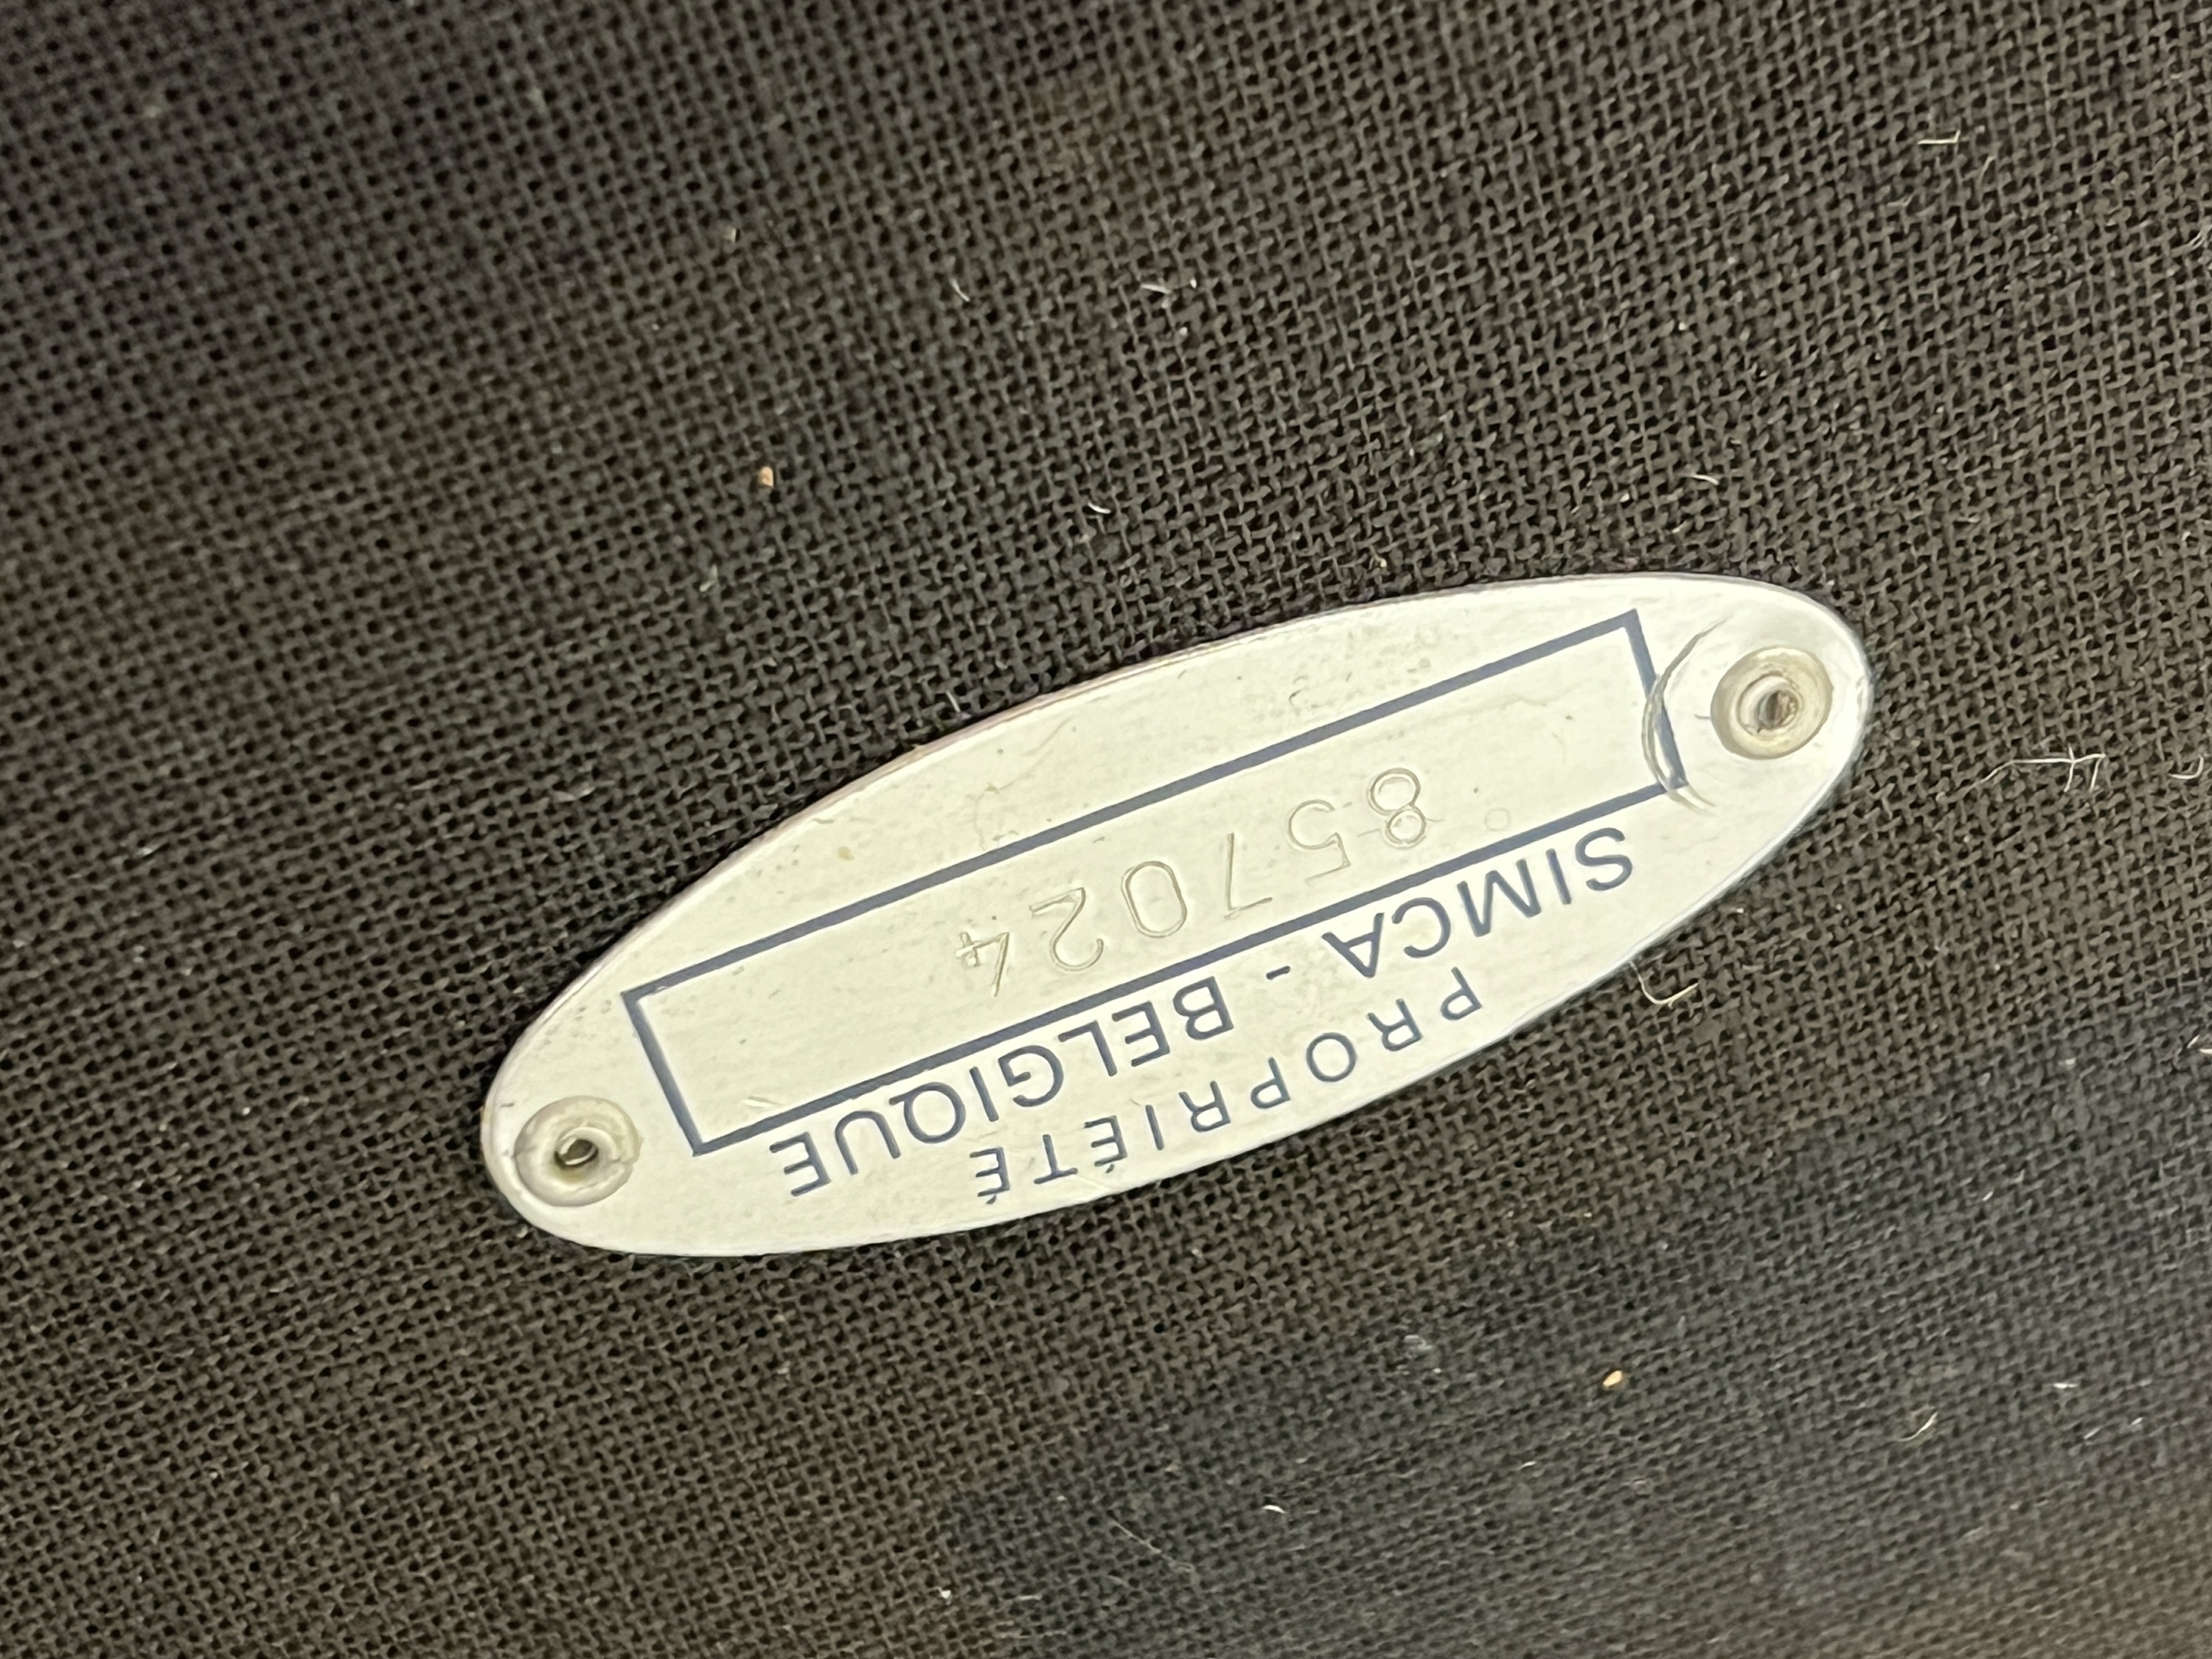 PROPRIÉTÉ
SIMCA - BELGIQUE
857024